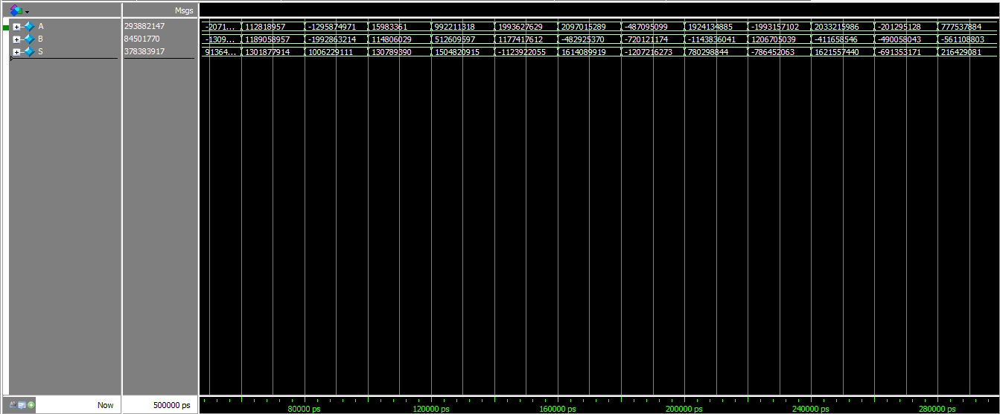 Msgs
A 293882147 -2071... 112818957 -1295874971 15983361 992211318 1993627629 2097015289 -487095099 1924134885 -1993157102 2033215986 -201295128 777537884
B 84501770 -1309... 1189058957 -1992863214 114806029 512609597 1177417612 -482925370 -720121174 -1143836041 1206705039 -411658546 -490058043 -561108803
S 378383917 91364... 1301877914 1006229111 130789390 1504820915 -1123922055 1614089919 -1207216273 780298844 -786452063 1621557440 -691353171 216429081
Now 500000 ps 80000 ps 120000 ps 160000 ps 200000 ps 240000 ps 280000 ps